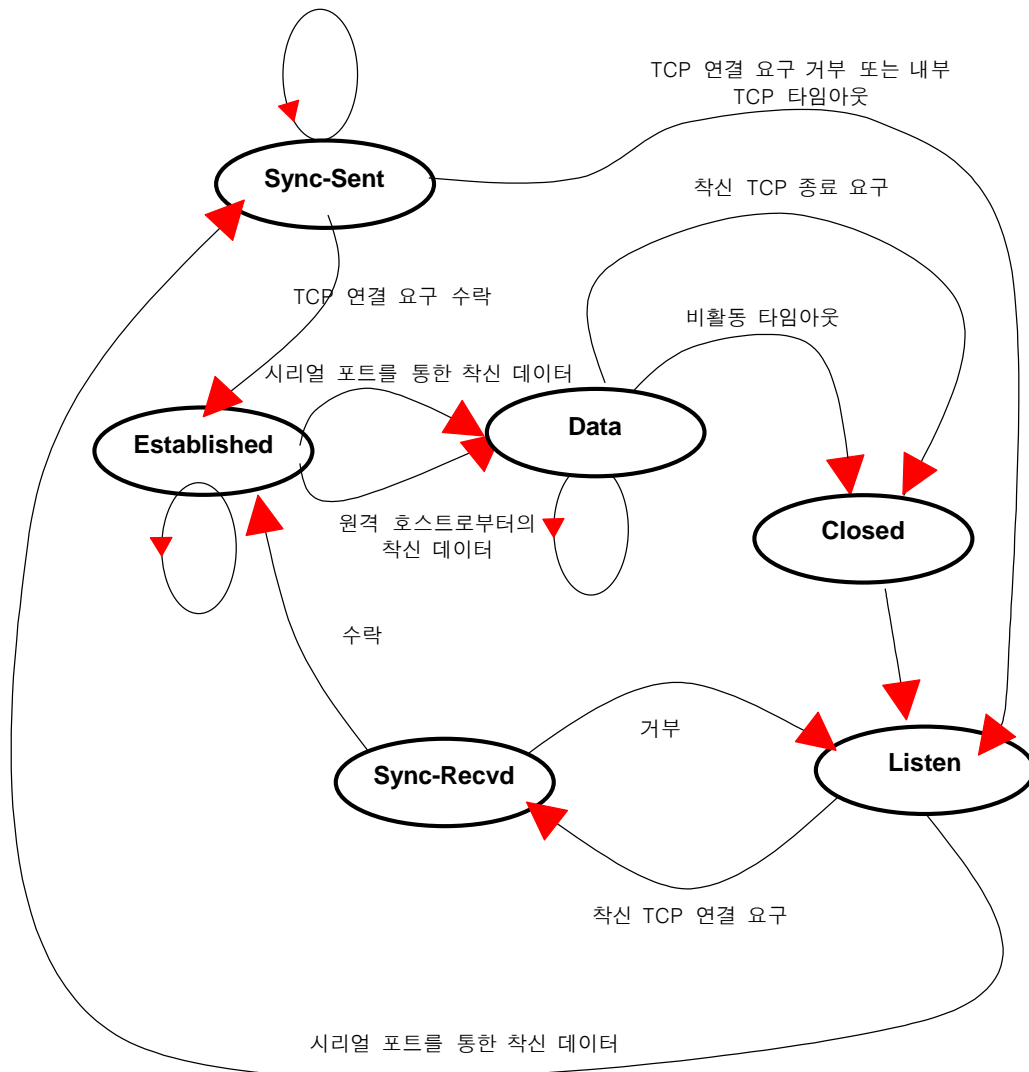 TCP 연결 요구 거부 또는 내부
TCP 타임아웃
Sync-Sent
착신 TCP 종료 요구
TCP 연결 요구 수락
비활동 타임아웃
시리얼 포트를 통한 착신 데이터
Data
Established
원격 호스트로부터의
착신 데이터
Closed
수락
거부
Sync-Recvd
Listen
착신 TCP 연결 요구
시리얼 포트를 통한 착신 데이터